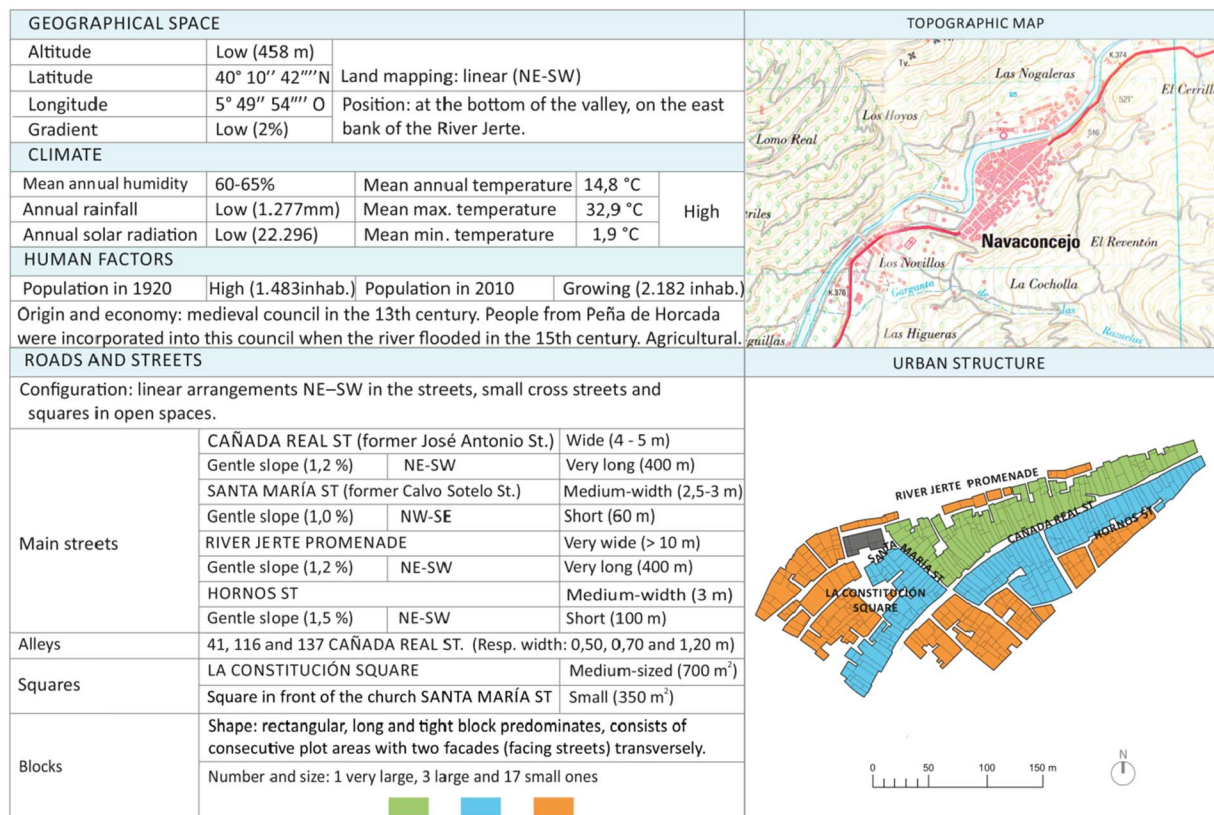 GEOGRAPHICAL SPACE
Altitude Low (458 m)
Latitude 40° 10'' 42""'N Land mapping: linear (NE-SW)
Longitude 5° 49'' 54""' O Position: at the bottom of the valley, on the east
Gradient Low (2%) bank of the River Jerte.
CLIMATE
Mean annual humidity 60-65% Mean annual temperature 14,8 °C
Annual rainfall Low (1.277mm) Mean max. temperature 32,9 °C High
Annual solar radiation Low (22.296) Mean min. temperature 1,9 °C
HUMAN FACTORS
Population in 1920 High (1.483inhab.) Population in 2010 Growing (2.182 inhab.)
Origin and economy: medieval council in the 13th century. People from Peña de Horcada
were incorporated into this council when the river flooded in the 15th century. Agricultural.
ROADS AND STREETS
Configuration: linear arrangements NE–SW in the streets, small cross streets and
squares in open spaces.
Main streets
CAÑADA REAL ST (former José Antonio St.) Wide (4 - 5 m)
Gentle slope (1,2 %) NE-SW Very long (400 m)
SANTA MARÍA ST (former Calvo Sotelo St.) Medium-width (2,5-3 m)
Gentle slope (1,0 %) NW-SE Short (60 m)
RIVER JERTE PROMENADE Very wide (> 10 m)
Gentle slope (1,2 %) NE-SW Very long (400 m)
HORNOS ST Medium-width (3 m)
Gentle slope (1,5 %) NE-SW Short (100 m)
Alleys 41, 116 and 137 CAÑADA REAL ST. (Resp. width: 0,50, 0,70 and 1,20 m)
Squares
LA CONSTITUCIÓN SQUARE Medium-sized (700 m²)
Square in front of the church SANTA MARÍA ST Small (350 m²)
Blocks
Shape: rectangular, long and tight block predominates, consists of
consecutive plot areas with two facades (facing streets) transversely.
Number and size: 1 very large, 3 large and 17 small ones
TOPOGRAPHIC MAP
Tv.
K.374
Las Nogaleras
El Cerrill
521
Los Hoyos
516
Lomo Real
triles
Navaconcejo
El Reventón
Los Novillos
La Cocholla
K.376
Garganta de las Razuelas
Las Higueras
guillas
URBAN STRUCTURE
RIVER JERTE PROMENADE
CAÑADA REAL ST
HORNOS ST
SANTA MARÍA ST
LA CONSTITUCIÓN
SQUARE
N
0 50 100 150 m